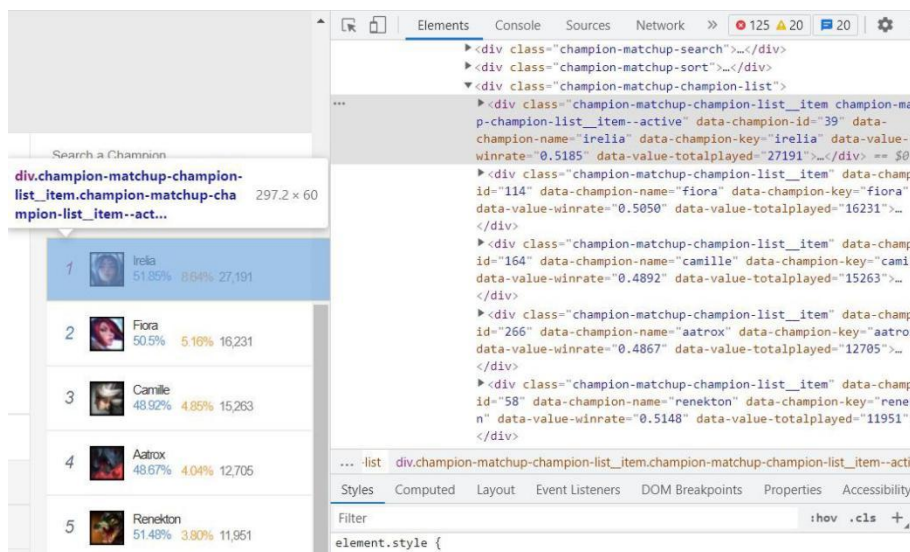 Search a Champion
div.champion-matchup-champion-
list__item.champion-matchup-cha
mpion-list__item--act...
297.2 × 60
1
Irelia
51.85% 8.64% 27,191
2
Fiora
50.5% 5.16% 16,231
3
Camille
48.92% 4.85% 15,263
4
Aatrox
48.67% 4.04% 12,705
5
Renekton
51.48% 3.80% 11,951
Elements Console Sources Network » 125 20 20
▶<div class="champion-matchup-search">…</div>
▶<div class="champion-matchup-sort">…</div>
▼<div class="champion-matchup-champion-list">
...
▶<div class="champion-matchup-champion-list__item champion-ma
p-champion-list__item--active" data-champion-id="39" data-
champion-name="irelia" data-champion-key="irelia" data-value-
winrate="0.5185" data-value-totalplayed="27191">…</div> == $0
▶<div class="champion-matchup-champion-list__item" data-champ
id="114" data-champion-name="fiora" data-champion-key="fiora"
data-value-winrate="0.5050" data-value-totalplayed="16231">…
</div>
▶<div class="champion-matchup-champion-list__item" data-champ
id="164" data-champion-name="camille" data-champion-key="cami
data-value-winrate="0.4892" data-value-totalplayed="15263">…
</div>
▶<div class="champion-matchup-champion-list__item" data-champ
id="266" data-champion-name="aatrox" data-champion-key="aatro
data-value-winrate="0.4867" data-value-totalplayed="12705">…
</div>
▶<div class="champion-matchup-champion-list__item" data-champ
id="58" data-champion-name="renekton" data-champion-key="rene
n" data-value-winrate="0.5148" data-value-totalplayed="11951"
</div>
... -list div.champion-matchup-champion-list__item.champion-matchup-champion-list__item--acti
Styles Computed Layout Event Listeners DOM Breakpoints Properties Accessibility
Filter :hov .cls +
element.style {